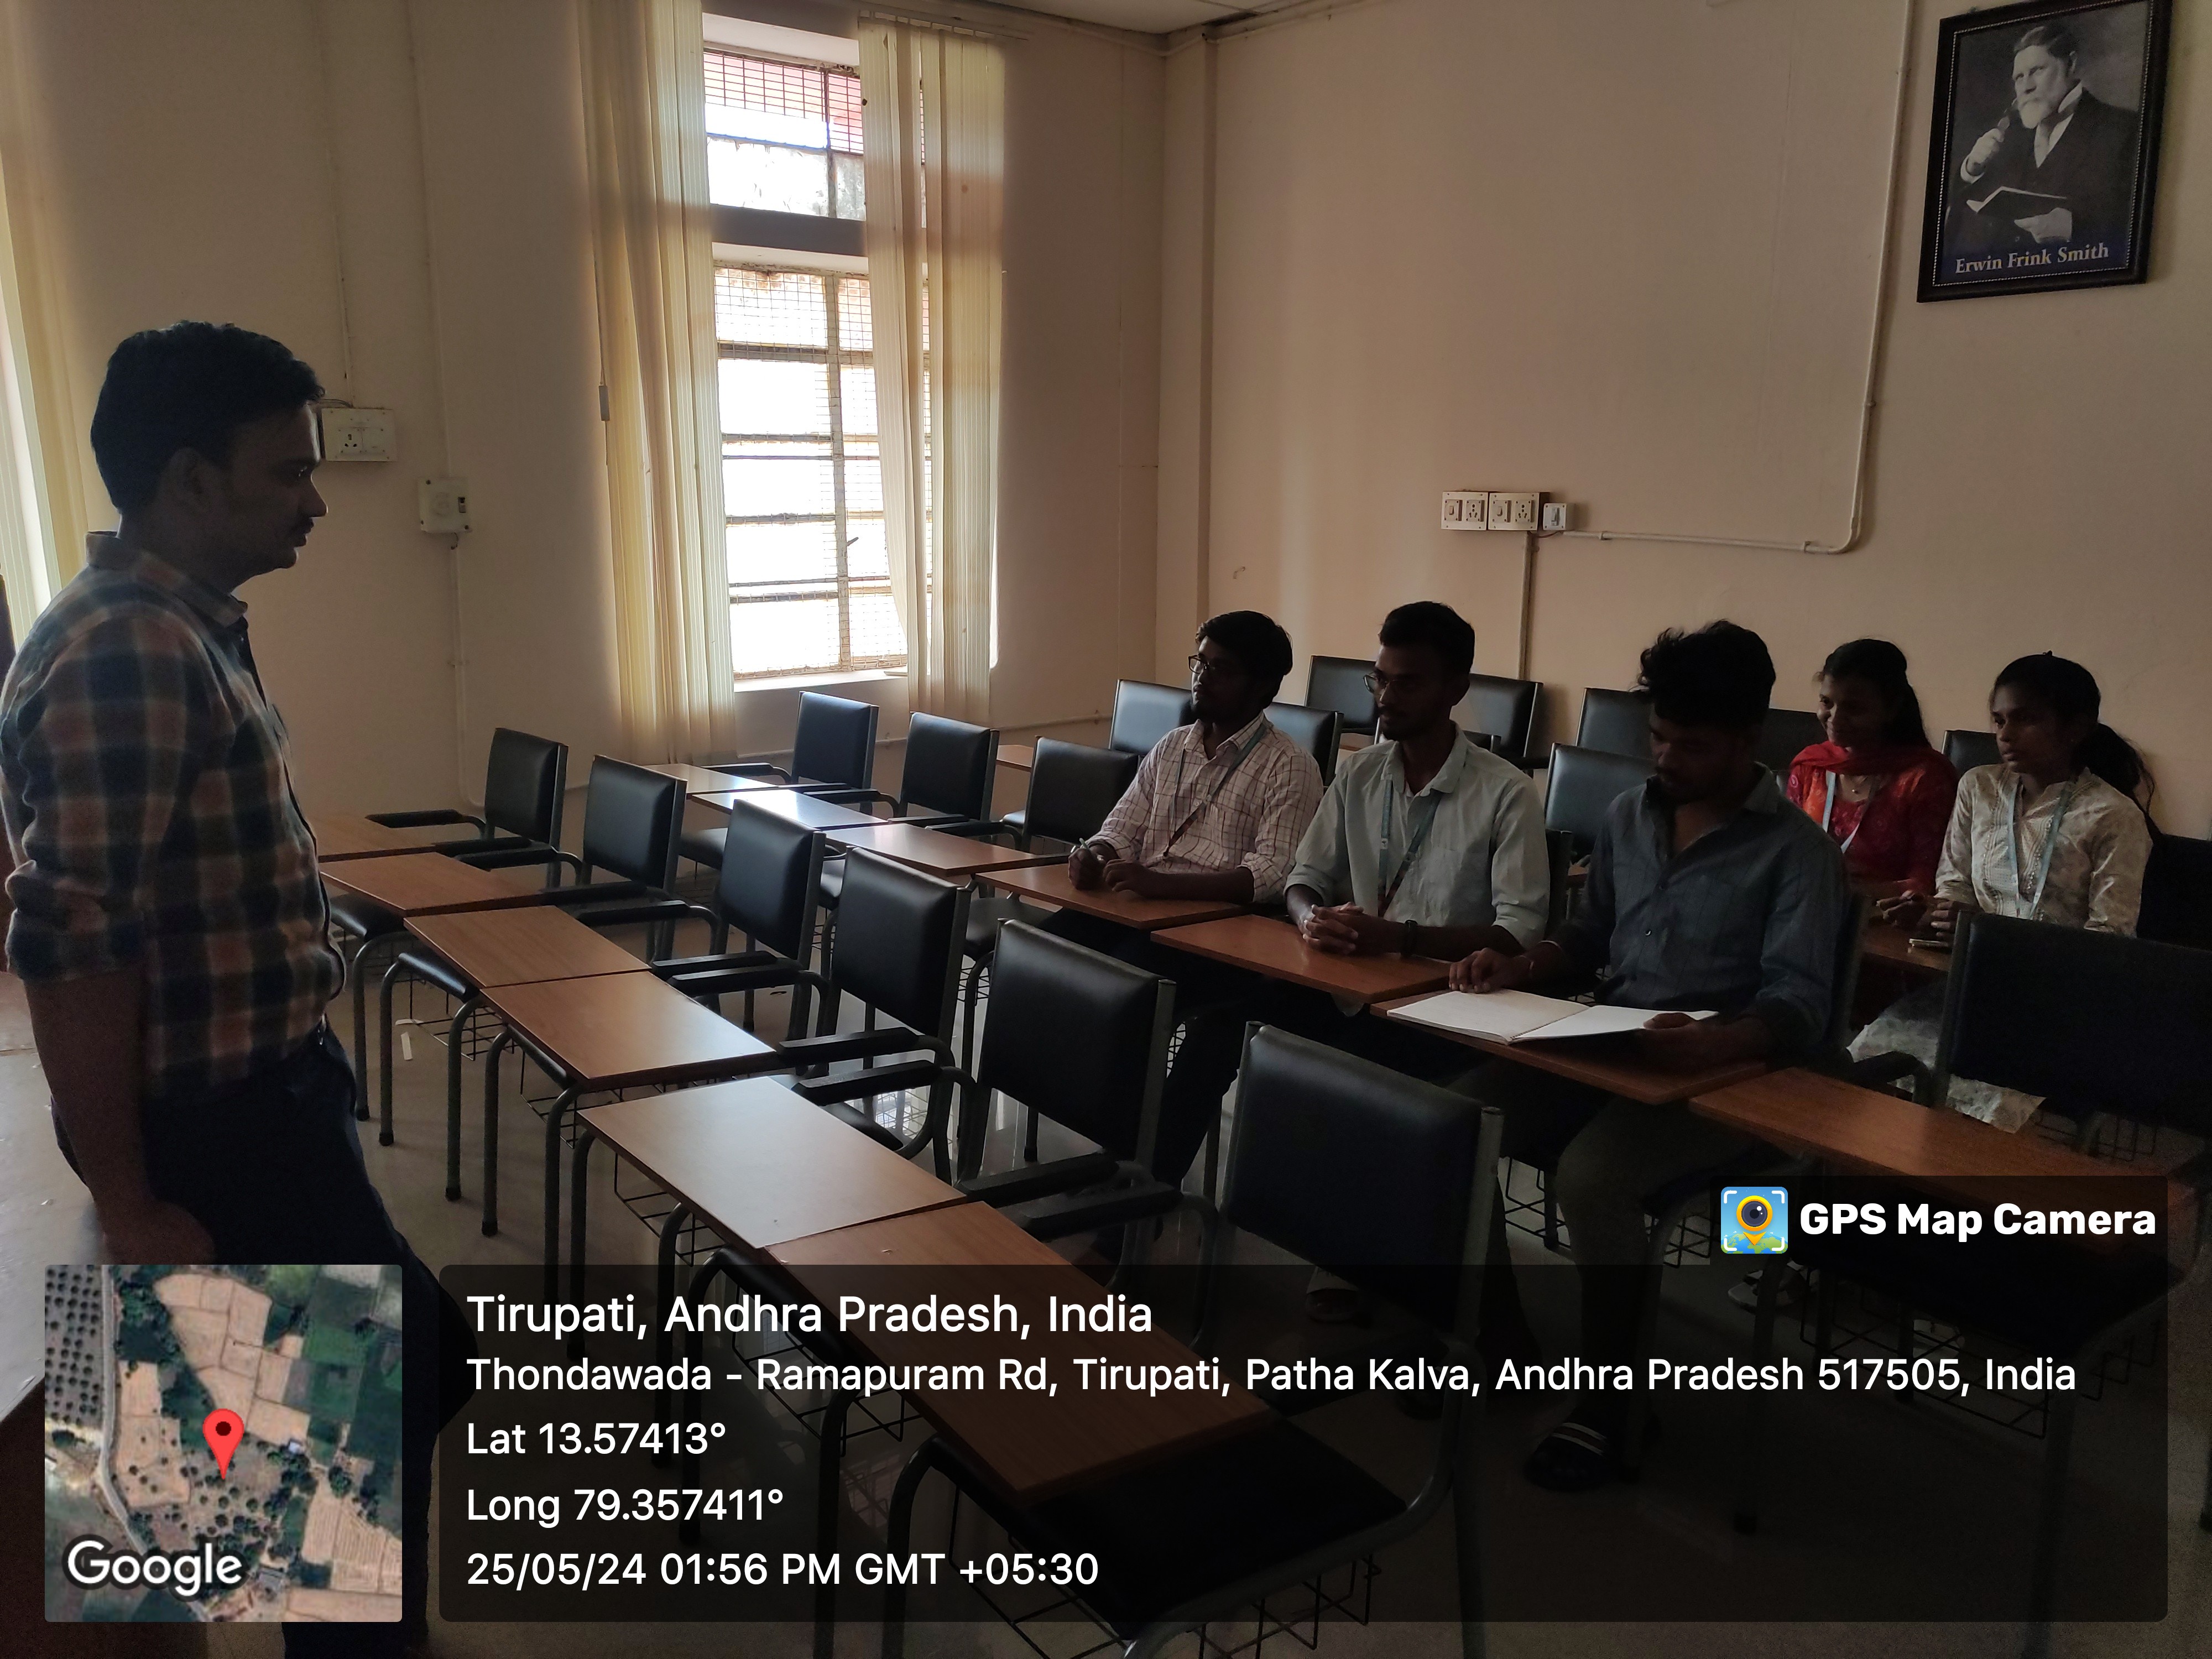 Erwin Frink Smith
GPS Map Camera
Tirupati, Andhra Pradesh, India
Thondawada - Ramapuram Rd, Tirupati, Patha Kalva, Andhra Pradesh 517505, India
Lat 13.57413°
Long 79.357411°
25/05/24 01:56 PM GMT +05:30
Google